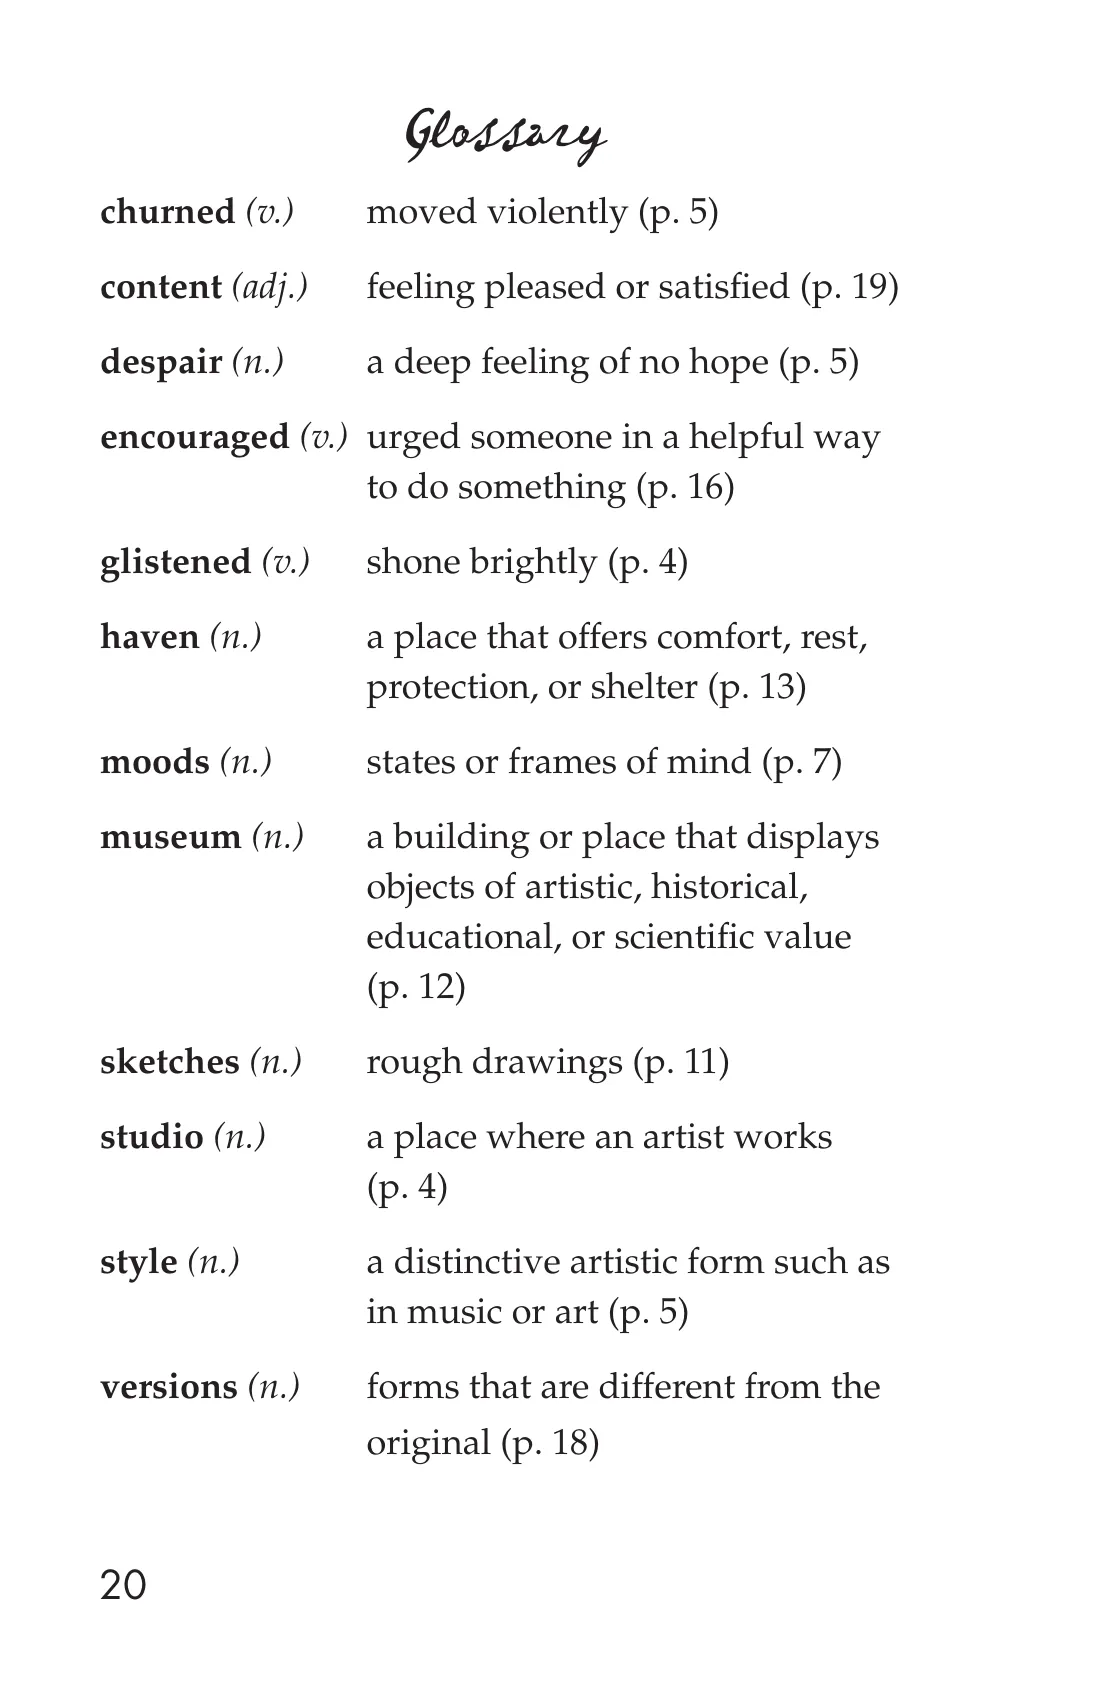 Glossary
churned (v.) moved violently (p. 5)
content (adj.) feeling pleased or satisfied (p. 19)
despair (n.) a deep feeling of no hope (p. 5)
encouraged (v.) urged someone in a helpful way
to do something (p. 16)
glistened (v.) shone brightly (p. 4)
haven (n.) a place that offers comfort, rest,
protection, or shelter (p. 13)
moods (n.) states or frames of mind (p. 7)
museum (n.) a building or place that displays
objects of artistic, historical,
educational, or scientific value
(p. 12)
sketches (n.) rough drawings (p. 11)
studio (n.) a place where an artist works
(p. 4)
style (n.) a distinctive artistic form such as
in music or art (p. 5)
versions (n.) forms that are different from the
original (p. 18)
20